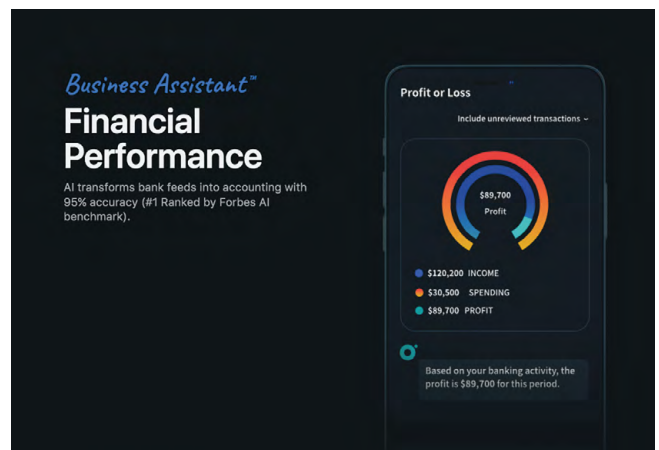 Business Assistant™
Financial
Performance
AI transforms bank feeds into accounting with
95% accuracy (#1 Ranked by Forbes AI
benchmark).
Profit or Loss
Include unreviewed transactions
$89,700
Profit
$120,200 INCOME
$30,500 SPENDING
$89,700 PROFIT
Based on your banking activity, the
profit is $89,700 for this period.